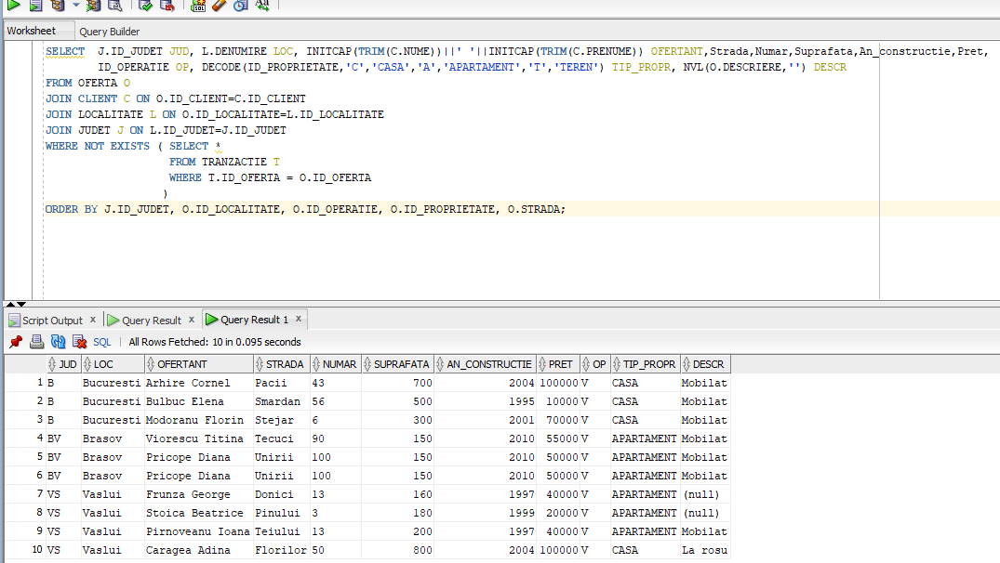 Worksheet Query Builder
SELECT J.ID_JUDET JUD, L.DENUMIRE LOC, INITCAP(TRIM(C.NUME))||' '||INITCAP(TRIM(C.PRENUME)) OFERTANT,Strada,Numar,Suprafata,An_constructie,Pret,
ID_OPERATIE OP, DECODE(ID_PROPRIETATE,'C','CASA','A','APARTAMENT','T','TEREN') TIP_PROPR, NVL(O.DESCRIERE,'') DESCR
FROM OFERTA O
JOIN CLIENT C ON O.ID_CLIENT=C.ID_CLIENT
JOIN LOCALITATE L ON O.ID_LOCALITATE=L.ID_LOCALITATE
JOIN JUDET J ON L.ID_JUDET=J.ID_JUDET
WHERE NOT EXISTS ( SELECT *
FROM TRANZACTIE T
WHERE T.ID_OFERTA = O.ID_OFERTA
)
ORDER BY J.ID_JUDET, O.ID_LOCALITATE, O.ID_OPERATIE, O.ID_PROPRIETATE, O.STRADA;
Script Output x Query Result x Query Result 1 x
SQL | All Rows Fetched: 10 in 0.095 seconds
JUD LOC OFERTANT STRADA NUMAR SUPRAFATA AN_CONSTRUCTIE PRET OP TIP_PROPR DESCR
1 B Bucuresti Arhire Cornel Pacii 43 700 2004 100000 V CASA Mobilat
2 B Bucuresti Bulbuc Elena Smardan 56 500 1995 10000 V CASA Mobilat
3 B Bucuresti Modoranu Florin Stejar 6 300 2001 70000 V CASA Mobilat
4 BV Brasov Viorescu Titina Tecuci 90 150 2010 55000 V APARTAMENT Mobilat
5 BV Brasov Pricope Diana Unirii 100 150 2010 50000 V APARTAMENT Mobilat
6 BV Brasov Pricope Diana Unirii 100 150 2010 50000 V APARTAMENT Mobilat
7 VS Vaslui Frunza George Donici 13 160 1997 40000 V APARTAMENT (null)
8 VS Vaslui Stoica Beatrice Pinului 3 180 1999 20000 V APARTAMENT (null)
9 VS Vaslui Pirnoveanu Ioana Teiului 13 200 1997 40000 V APARTAMENT Mobilat
10 VS Vaslui Caragea Adina Florilor 50 800 2004 100000 V CASA La rosu